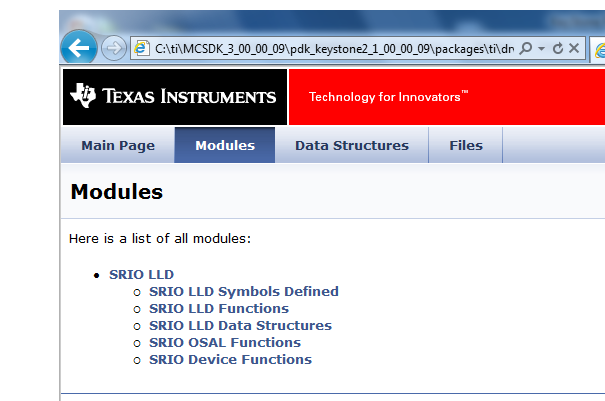 C:\ti\MCSDK_3_00_00_09\pdk_keystone2_1_00_00_09\packages\ti\dr
TEXAS INSTRUMENTS
Technology for Innovators™
Main Page
Modules
Data Structures
Files
Modules
Here is a list of all modules:
SRIO LLD
SRIO LLD Symbols Defined
SRIO LLD Functions
SRIO LLD Data Structures
SRIO OSAL Functions
SRIO Device Functions